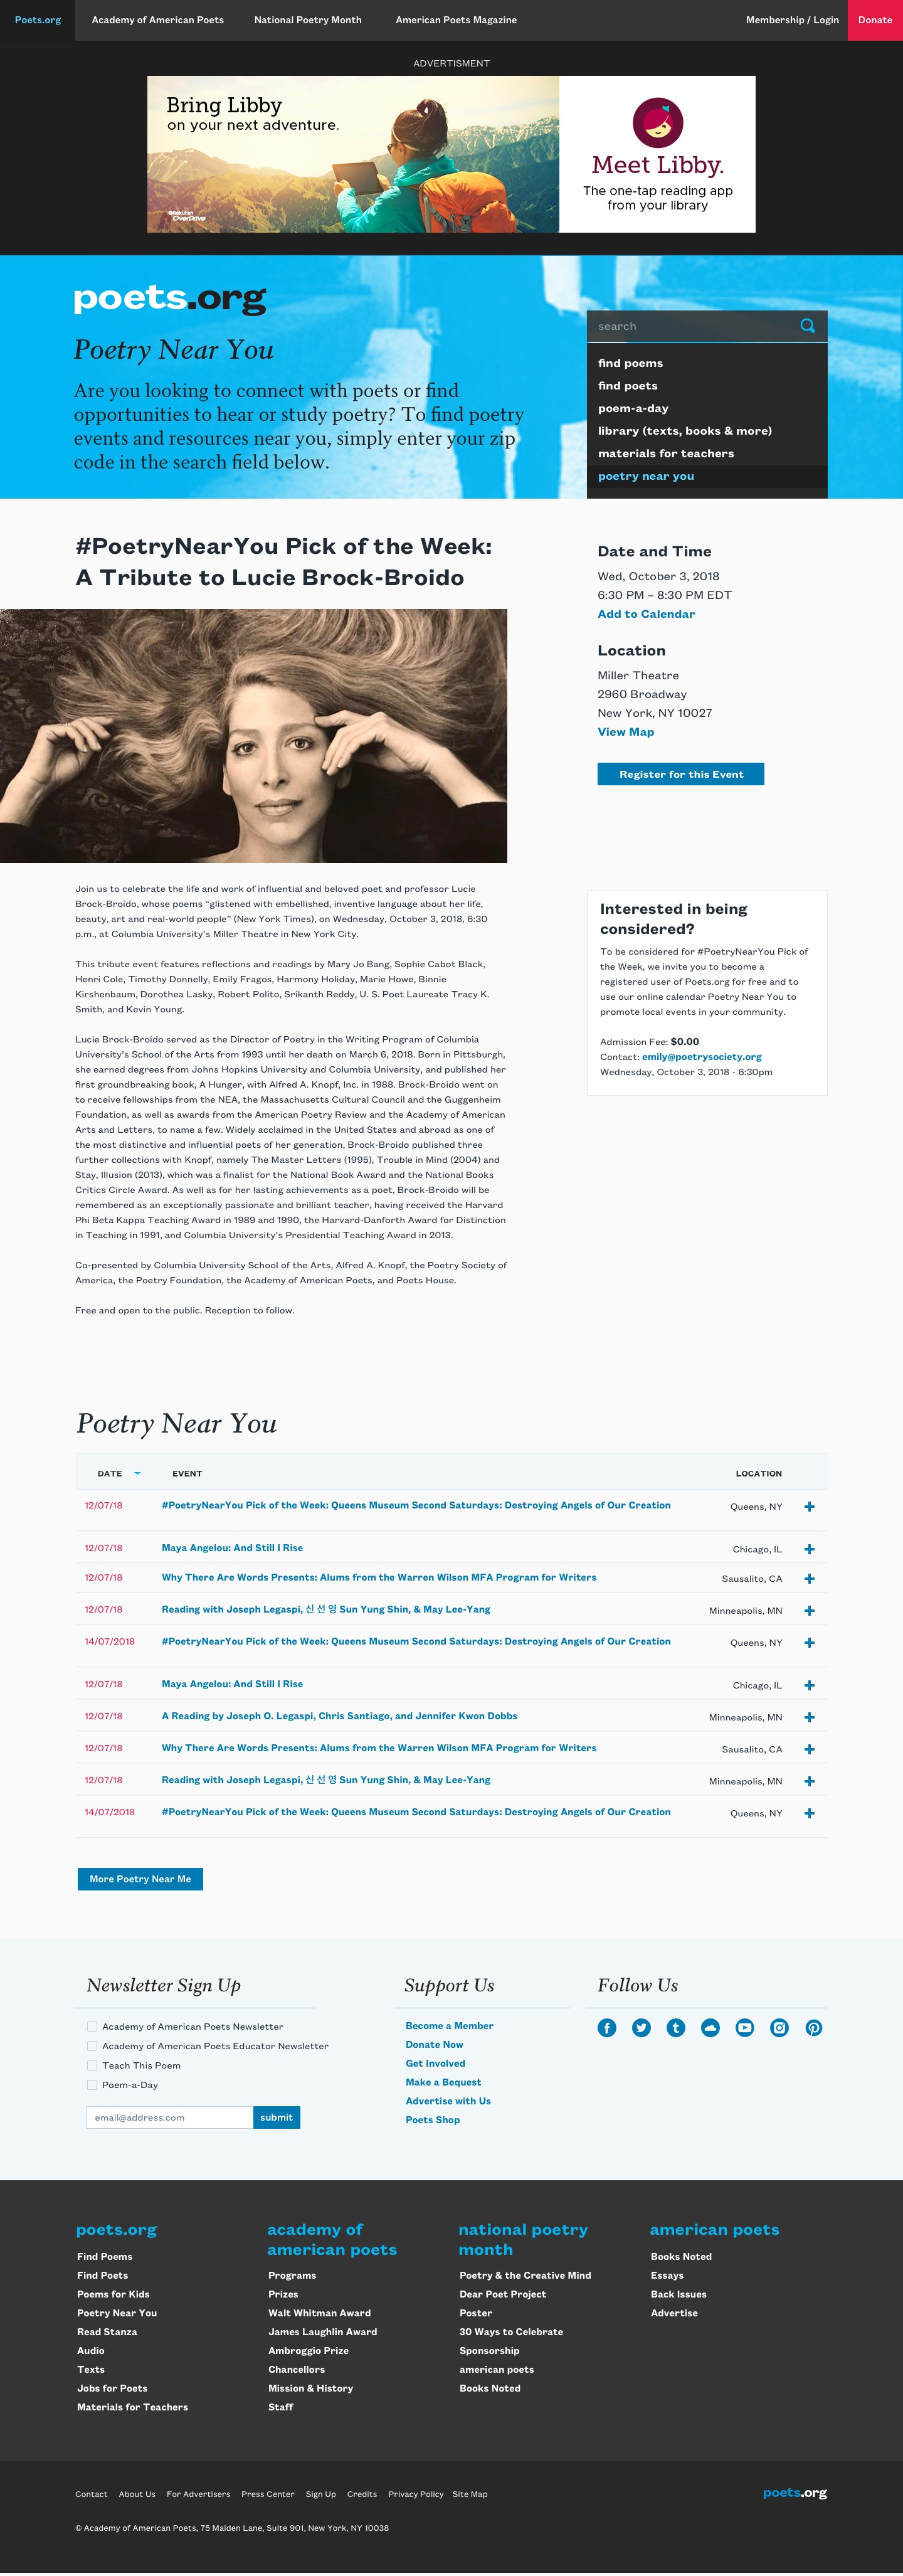 Poets.org
Academy of American Poets
National Poetry Month
American Poets Magazine
Membership / Login
Donate
ADVERTISMENT
Bring Libby
on your next adventure.
Rakuten
OverDrive
Meet Libby.
The one-tap reading app
from your library
poets.org
Poetry Near You
Are you looking to connect with poets or find
opportunities to hear or study poetry? To find poetry
events and resources near you, simply enter your zip
code in the search field below.
search
find poems
find poets
poem-a-day
library (texts, books & more)
materials for teachers
poetry near you
#PoetryNearYou Pick of the Week:
A Tribute to Lucie Brock-Broido
Date and Time
Wed, October 3, 2018
6:30 PM – 8:30 PM EDT
Add to Calendar
Location
Miller Theatre
2960 Broadway
New York, NY 10027
View Map
Register for this Event
Join us to celebrate the life and work of influential and beloved poet and professor Lucie
Brock-Broido, whose poems “glistened with embellished, inventive language about her life,
beauty, art and real-world people” (New York Times), on Wednesday, October 3, 2018, 6:30
p.m., at Columbia University’s Miller Theatre in New York City.
This tribute event features reflections and readings by Mary Jo Bang, Sophie Cabot Black,
Henri Cole, Timothy Donnelly, Emily Fragos, Harmony Holiday, Marie Howe, Binnie
Kirshenbaum, Dorothea Lasky, Robert Polito, Srikanth Reddy, U. S. Poet Laureate Tracy K.
Smith, and Kevin Young.
Lucie Brock-Broido served as the Director of Poetry in the Writing Program of Columbia
University’s School of the Arts from 1993 until her death on March 6, 2018. Born in Pittsburgh,
she earned degrees from Johns Hopkins University and Columbia University, and published her
first groundbreaking book, A Hunger, with Alfred A. Knopf, Inc. in 1988. Brock-Broido went on
to receive fellowships from the NEA, the Massachusetts Cultural Council and the Guggenheim
Foundation, as well as awards from the American Poetry Review and the Academy of American
Arts and Letters, to name a few. Widely acclaimed in the United States and abroad as one of
the most distinctive and influential poets of her generation, Brock-Broido published three
further collections with Knopf, namely The Master Letters (1995), Trouble in Mind (2004) and
Stay, Illusion (2013), which was a finalist for the National Book Award and the National Books
Critics Circle Award. As well as for her lasting achievements as a poet, Brock-Broido will be
remembered as an exceptionally passionate and brilliant teacher, having received the Harvard
Phi Beta Kappa Teaching Award in 1989 and 1990, the Harvard-Danforth Award for Distinction
in Teaching in 1991, and Columbia University’s Presidential Teaching Award in 2013.
Co-presented by Columbia University School of the Arts, Alfred A. Knopf, the Poetry Society of
America, the Poetry Foundation, the Academy of American Poets, and Poets House.
Free and open to the public. Reception to follow.
Interested in being
considered?
To be considered for #PoetryNearYou Pick of
the Week, we invite you to become a
registered user of Poets.org for free and to
use our online calendar Poetry Near You to
promote local events in your community.
Admission Fee: $0.00
Contact: emily@poetrysociety.org
Wednesday, October 3, 2018 - 6:30pm
Poetry Near You
DATE EVENT LOCATION
12/07/18 #PoetryNearYou Pick of the Week: Queens Museum Second Saturdays: Destroying Angels of Our Creation Queens, NY
12/07/18 Maya Angelou: And Still I Rise Chicago, IL
12/07/18 Why There Are Words Presents: Alums from the Warren Wilson MFA Program for Writers Sausalito, CA
12/07/18 Reading with Joseph Legaspi, 신 선 영 Sun Yung Shin, & May Lee-Yang Minneapolis, MN
14/07/2018 #PoetryNearYou Pick of the Week: Queens Museum Second Saturdays: Destroying Angels of Our Creation Queens, NY
12/07/18 Maya Angelou: And Still I Rise Chicago, IL
12/07/18 A Reading by Joseph O. Legaspi, Chris Santiago, and Jennifer Kwon Dobbs Minneapolis, MN
12/07/18 Why There Are Words Presents: Alums from the Warren Wilson MFA Program for Writers Sausalito, CA
12/07/18 Reading with Joseph Legaspi, 신 선 영 Sun Yung Shin, & May Lee-Yang Minneapolis, MN
14/07/2018 #PoetryNearYou Pick of the Week: Queens Museum Second Saturdays: Destroying Angels of Our Creation Queens, NY
More Poetry Near Me
Newsletter Sign Up
Academy of American Poets Newsletter
Academy of American Poets Educator Newsletter
Teach This Poem
Poem-a-Day
email@address.com
submit
Support Us
Become a Member
Donate Now
Get Involved
Make a Bequest
Advertise with Us
Poets Shop
Follow Us
poets.org
Find Poems
Find Poets
Poems for Kids
Poetry Near You
Read Stanza
Audio
Texts
Jobs for Poets
Materials for Teachers
academy of
american poets
Programs
Prizes
Walt Whitman Award
James Laughlin Award
Ambroggio Prize
Chancellors
Mission & History
Staff
national poetry
month
Poetry & the Creative Mind
Dear Poet Project
Poster
30 Ways to Celebrate
Sponsorship
american poets
Books Noted
american poets
Books Noted
Essays
Back Issues
Advertise
Contact About Us For Advertisers Press Center Sign Up Credits Privacy Policy Site Map
poets.org
© Academy of American Poets, 75 Maiden Lane, Suite 901, New York, NY 10038